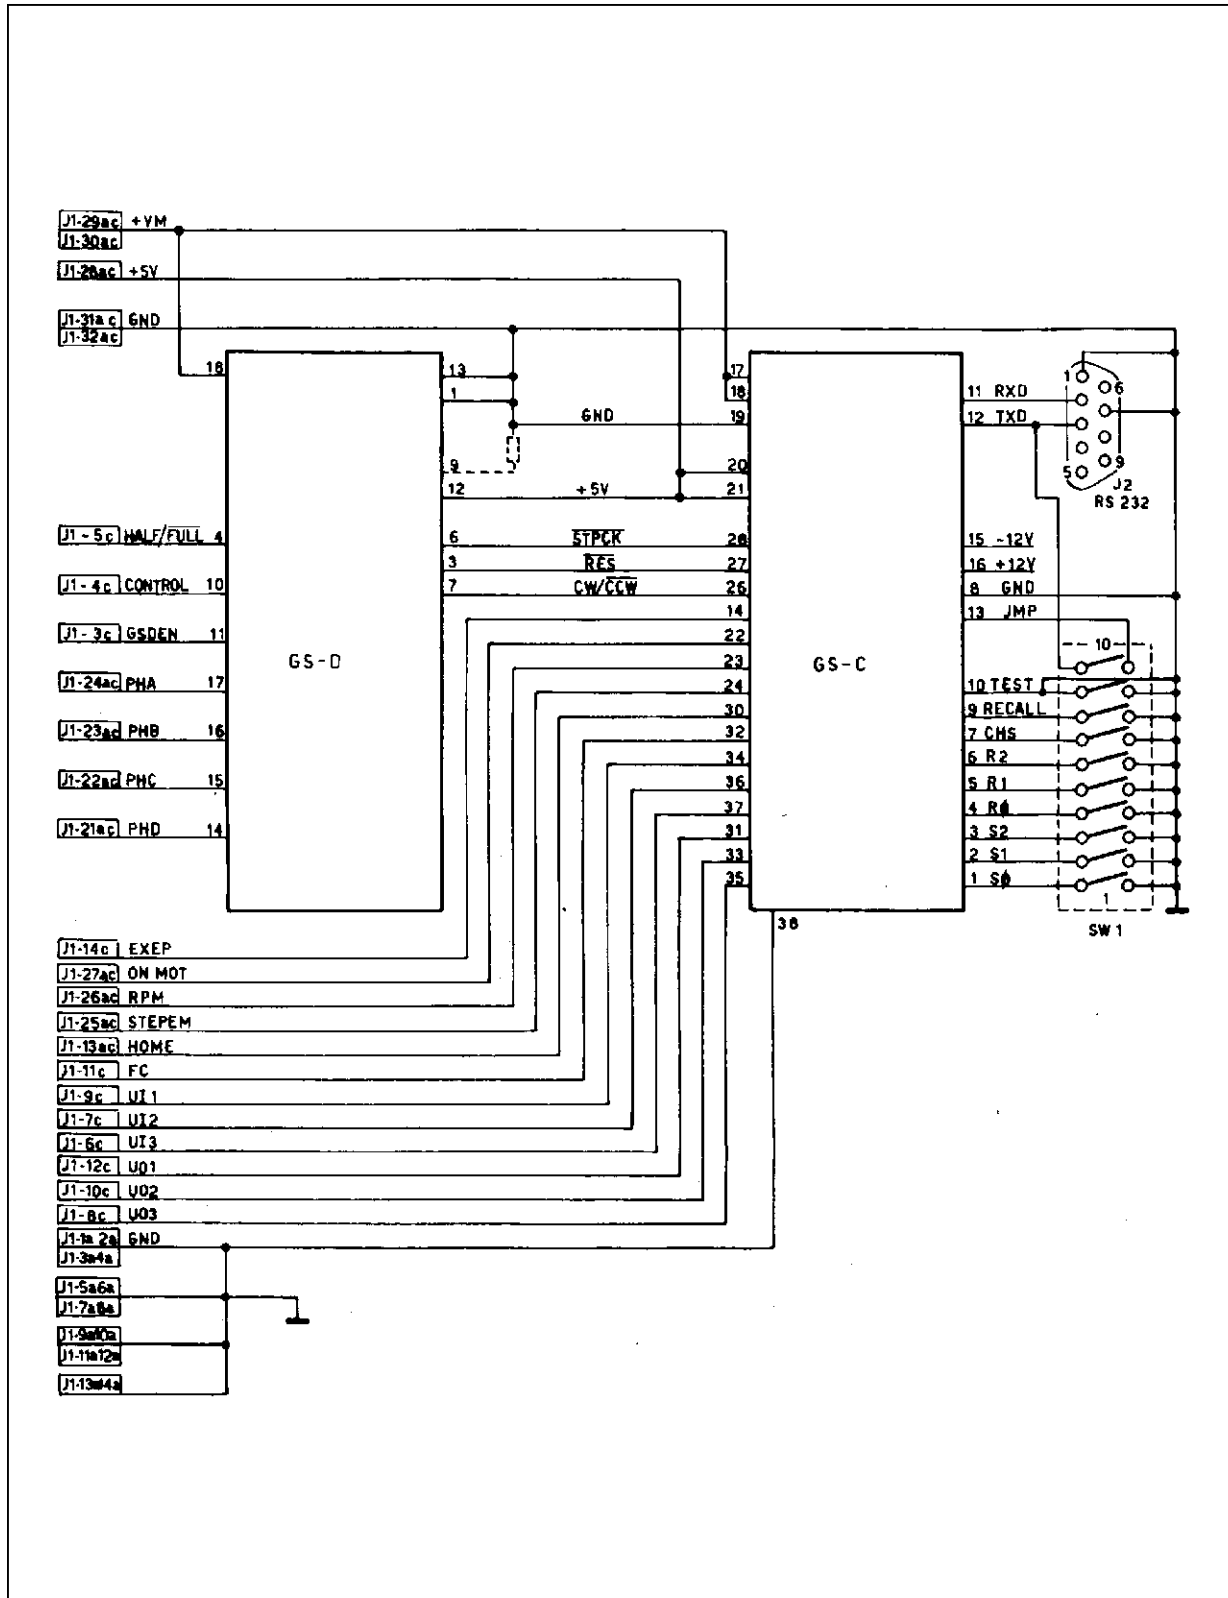 J1-29ac +VM
J1-30ac
J1-28ac +5V
J1-31ac GND
J1-32ac
18
13
1
9
12
6
3
7
GND
+5V
STPCK
RES
CW/CCW
J1-5c HALF/FULL 4
J1-4c CONTROL 10
J1-3c GSDEN 11
J1-24ac PHA 17
J1-23ac PHB 16
J1-22ac PHC 15
J1-21ac PHD 14
GS-D
17
18
19
20
21
28
27
26
14
22
23
24
30
32
34
36
37
31
33
35
38
GS-C
11 RXD
12 TXD
15 -12V
16 +12V
8 GND
13 JMP
10 TEST
9 RECALL
7 CHS
6 R2
5 R1
4 RØ
3 S2
2 S1
1 SØ
1
6
5
9
J2
RS 232
10
1
SW1
J1-14c EXEP
J1-27ac ON MOT
J1-26ac RPM
J1-25ac STEPEM
J1-13ac HOME
J1-11c FC
J1-9c UI1
J1-7c UI2
J1-6c UI3
J1-12c UO1
J1-10c UO2
J1-8c UO3
J1-1a 2a GND
J1-3a4a
J1-5a6a
J1-7a8a
J1-9a10a
J1-11a12a
J1-13a14a